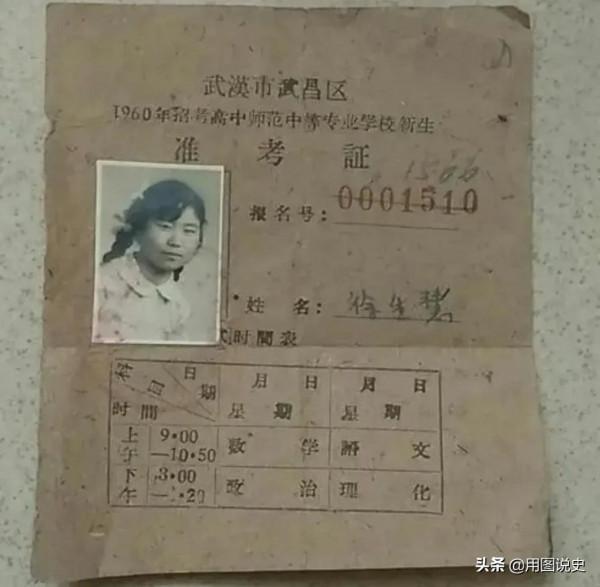 武漢市武昌区
1960年招考高中师范中等专业学校新生
准 考 証
报名号： 0001510
姓 名：
时間表
科目 日期 月 日 月 日
时間 星 期 星 期
上午 9·00—10·50 数 学 語 文
下午 3·00 政 治 理 化
头条 @用图说史